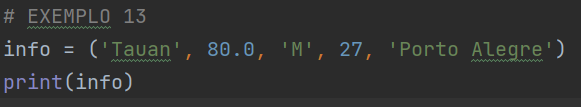 # EXEMPLO 13
info = ('Tauan', 80.0, 'M', 27, 'Porto Alegre')
print(info)